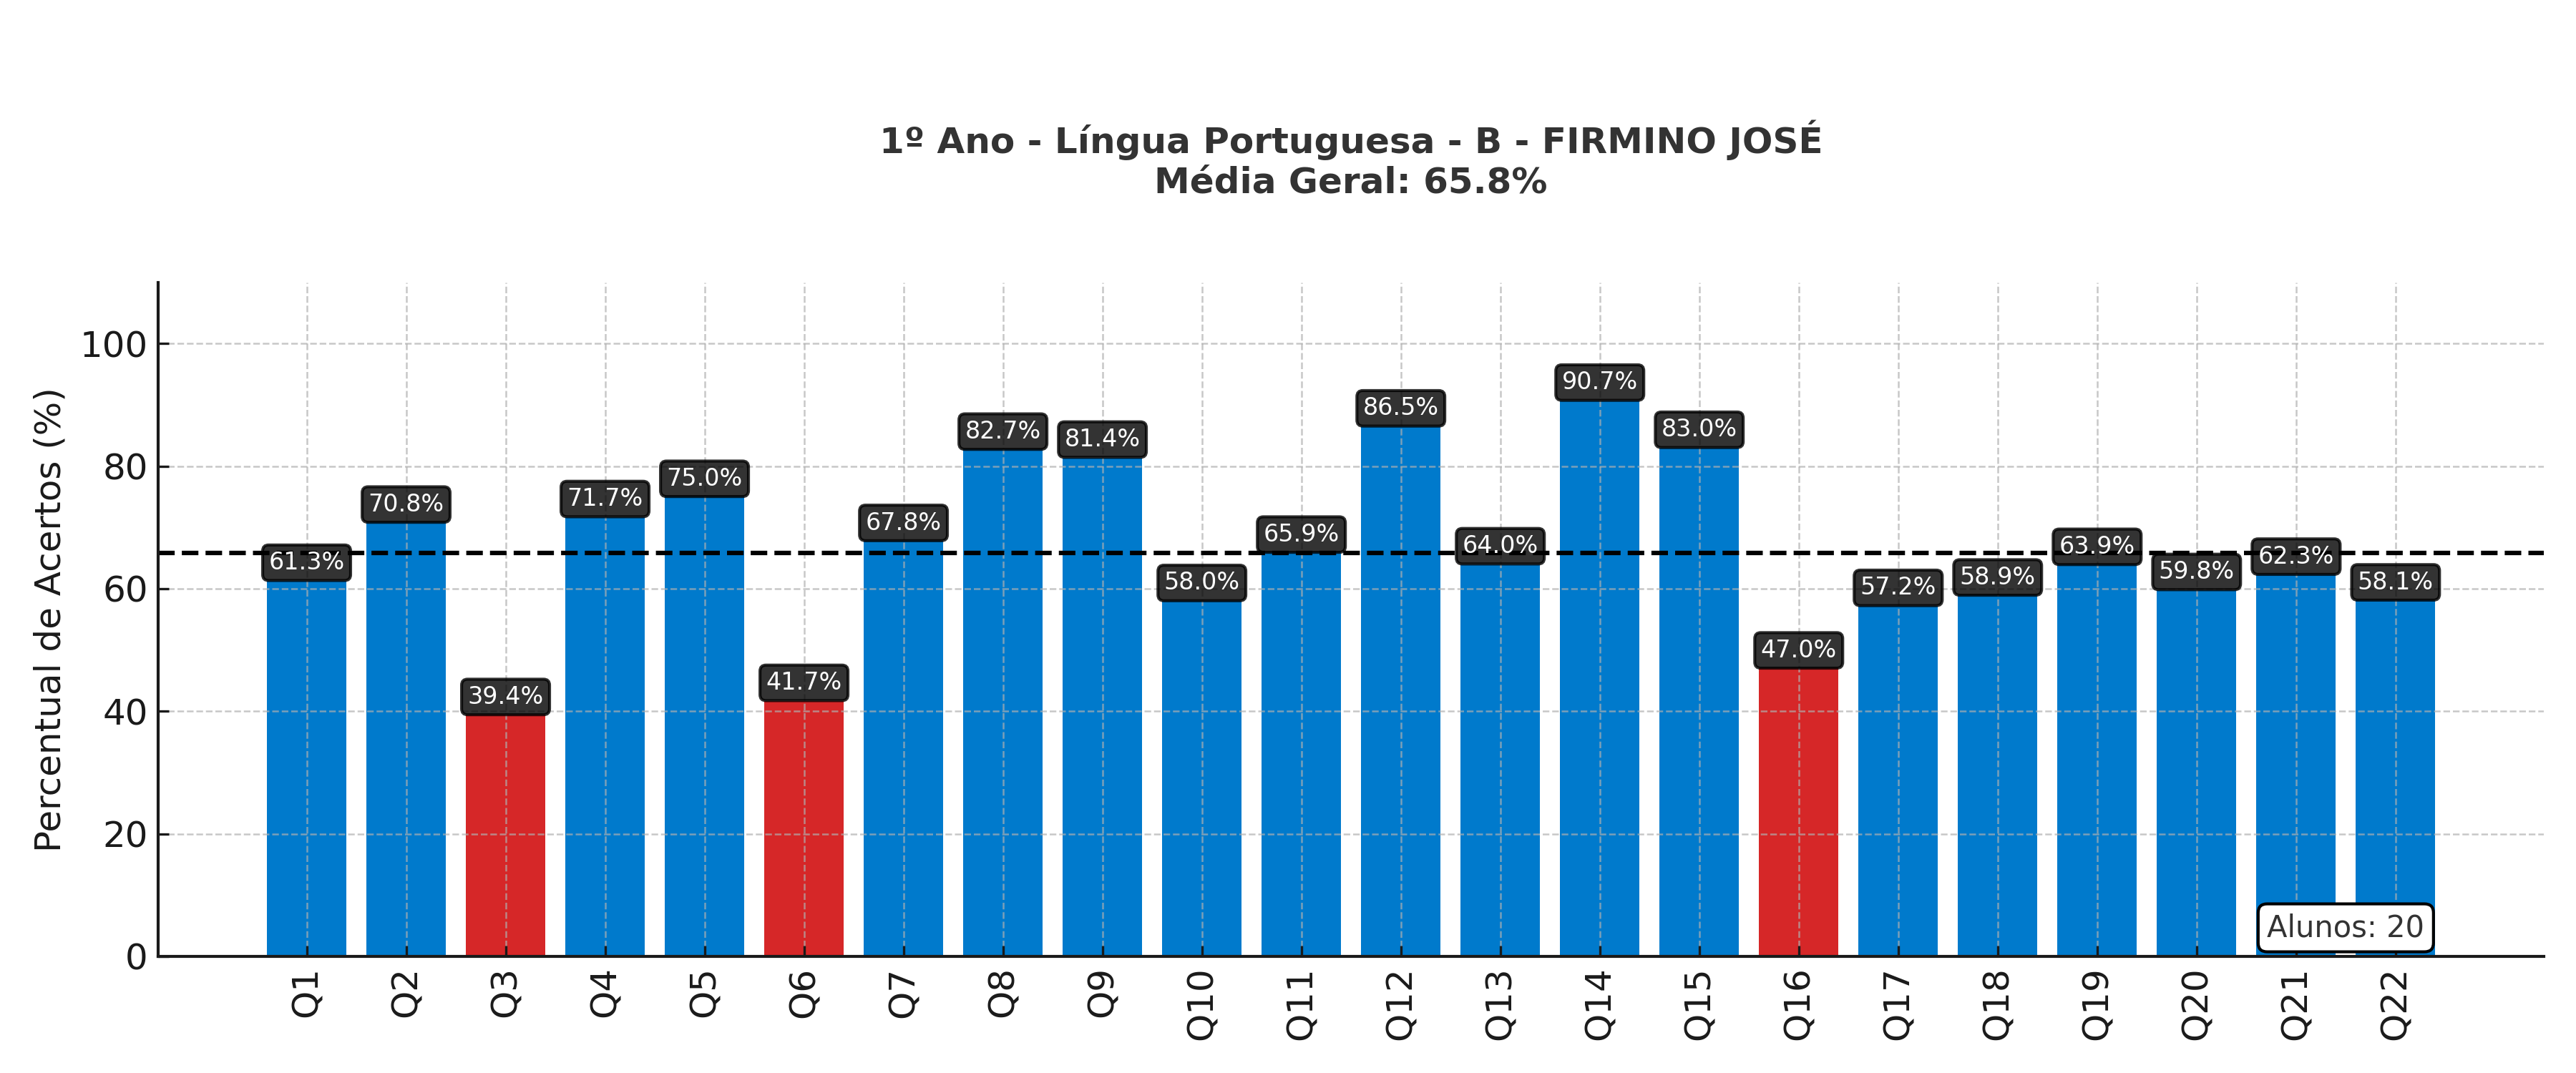 1º Ano - Língua Portuguesa - B - FIRMINO JOSÉ
Média Geral: 65.8%
Percentual de Acertos (%)
100
80
60
40
20
0
61.3%
70.8%
39.4%
71.7%
75.0%
41.7%
67.8%
82.7%
81.4%
58.0%
65.9%
86.5%
64.0%
90.7%
83.0%
47.0%
57.2%
58.9%
63.9%
59.8%
62.3%
58.1%
Alunos: 20
Q1
Q2
Q3
Q4
Q5
Q6
Q7
Q8
Q9
Q10
Q11
Q12
Q13
Q14
Q15
Q16
Q17
Q18
Q19
Q20
Q21
Q22